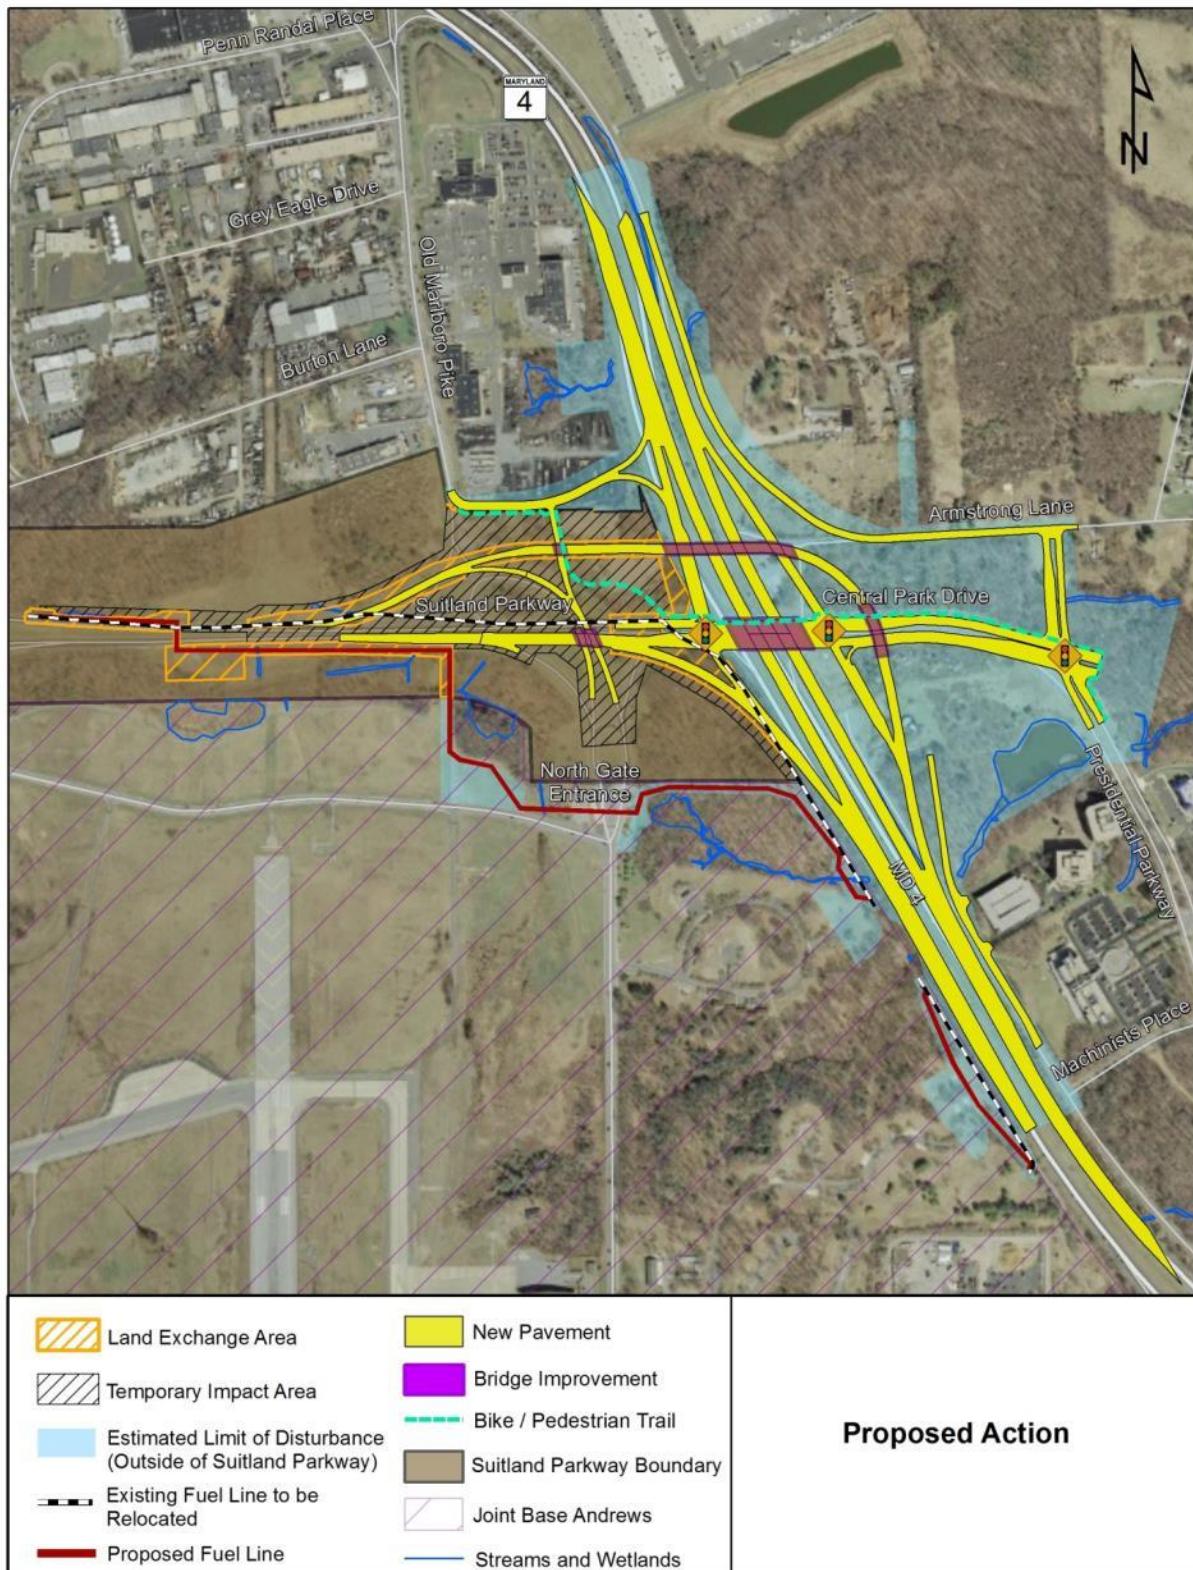 Penn Randal Place
MARYLAND
4
N
Grey Eagle Drive
Old Marlboro Pike
Burton Lane
Armstrong Lane
Suitland Parkway
Central Park Drive
North Gate
Entrance
Presidential Parkway
MD 4
Machinists Place
Land Exchange Area
Temporary Impact Area
Estimated Limit of Disturbance
(Outside of Suitland Parkway)
Existing Fuel Line to be
Relocated
Proposed Fuel Line
New Pavement
Bridge Improvement
Bike / Pedestrian Trail
Suitland Parkway Boundary
Joint Base Andrews
Streams and Wetlands
Proposed Action